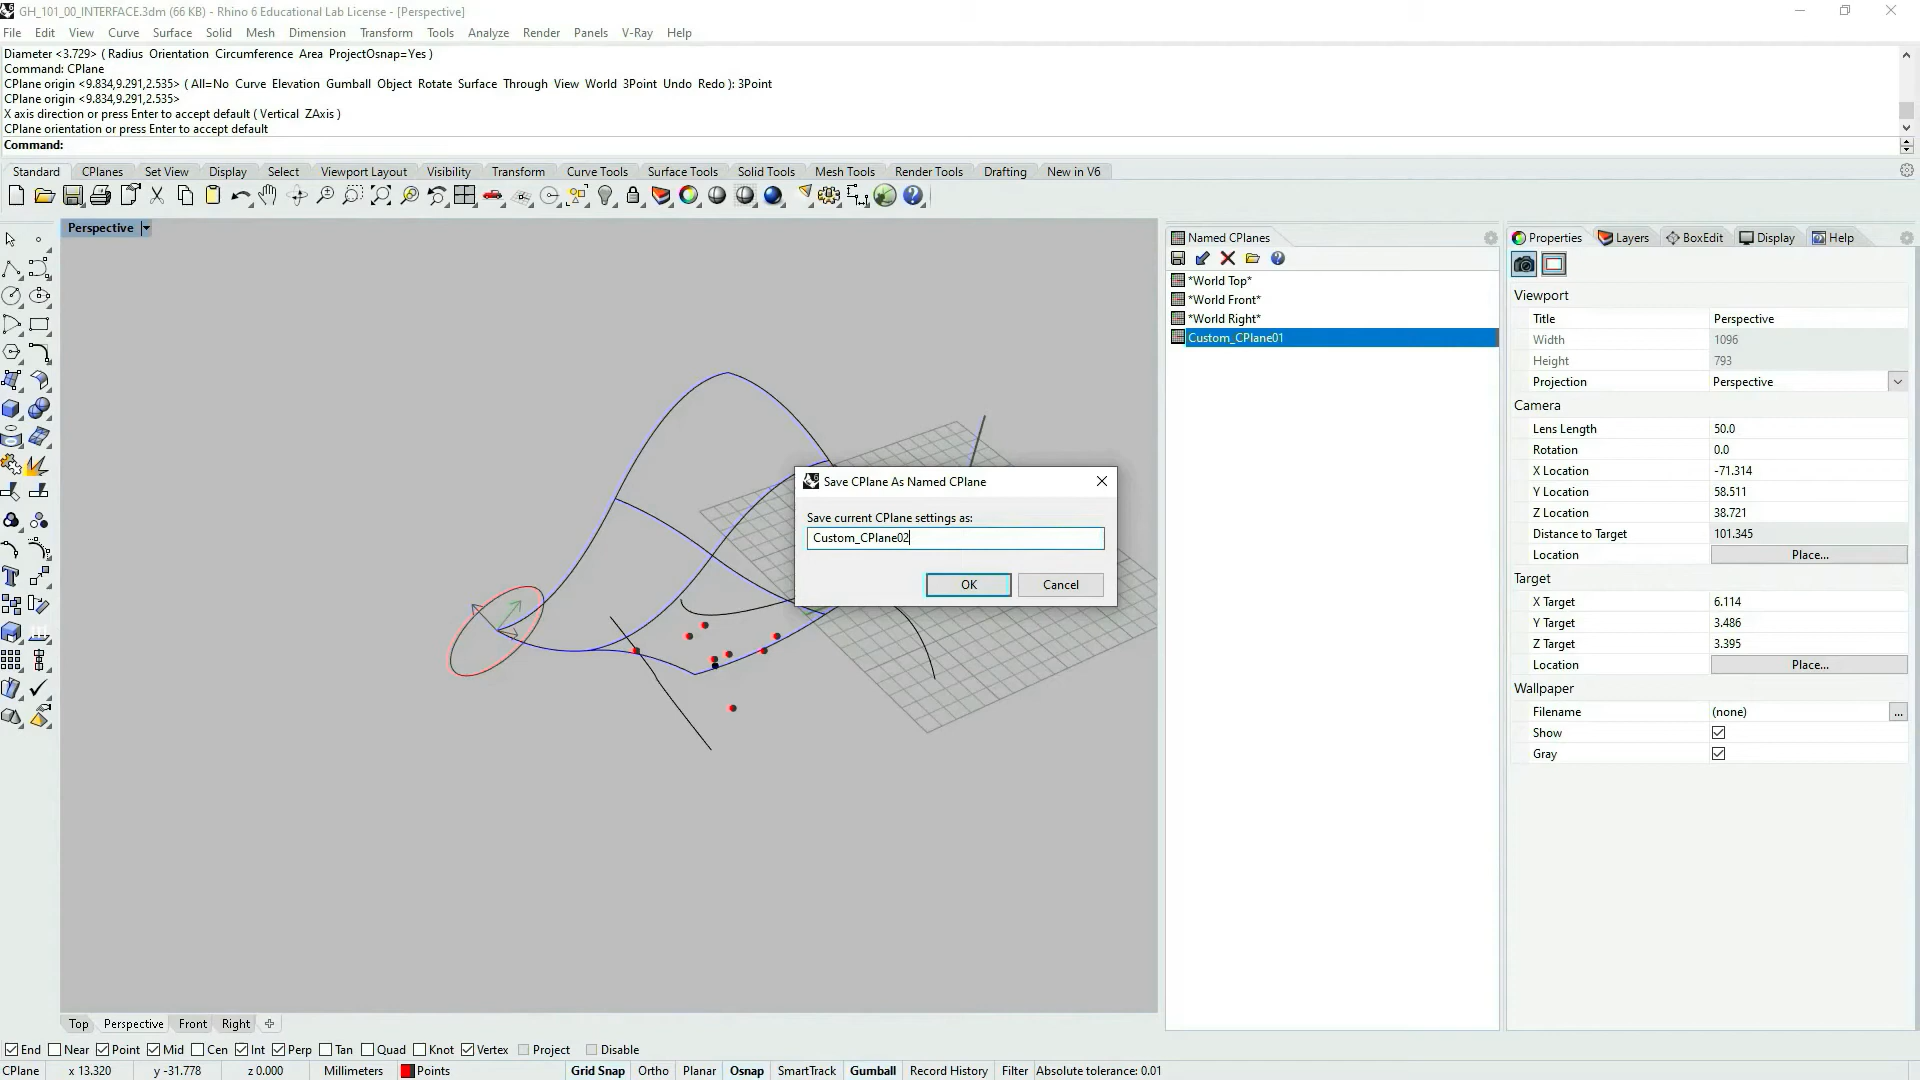 GH_101_00_INTERFACE.3dm (66 KB) - Rhino 6 Educational Lab License - [Perspective]
File Edit View Curve Surface Solid Mesh Dimension Transform Tools Analyze Render Panels V-Ray Help
Diameter <3.729> ( Radius Orientation Circumference Area ProjectOsnap=Yes )
Command: CPlane
CPlane origin <9.834,9.291,2.535> ( All=No Curve Elevation Gumball Object Rotate Surface Through View World 3Point Undo Redo ): 3Point
CPlane origin <9.834,9.291,2.535>
X axis direction or press Enter to accept default ( Vertical ZAxis )
CPlane orientation or press Enter to accept default
Command:
Standard CPlanes Set View Display Select Viewport Layout Visibility Transform Curve Tools Surface Tools Solid Tools Mesh Tools Render Tools Drafting New in V6
Perspective
Named CPlanes
*World Top*
*World Front*
*World Right*
Custom_CPlane01
Save CPlane As Named CPlane
Save current CPlane settings as:
Custom_CPlane02
OK Cancel
Properties Layers BoxEdit Display Help
Viewport
Title Perspective
Width 1096
Height 793
Projection Perspective
Camera
Lens Length 50.0
Rotation 0.0
X Location -71.314
Y Location 58.511
Z Location 38.721
Distance to Target 101.345
Location Place...
Target
X Target 6.114
Y Target 3.486
Z Target 3.395
Location Place...
Wallpaper
Filename (none) ...
Show
Gray
Top Perspective Front Right
End Near Point Mid Cen Int Perp Tan Quad Knot Vertex Project Disable
CPlane x 13.320 y -31.778 z 0.000 Millimeters Points Grid Snap Ortho Planar Osnap SmartTrack Gumball Record History Filter Absolute tolerance: 0.01